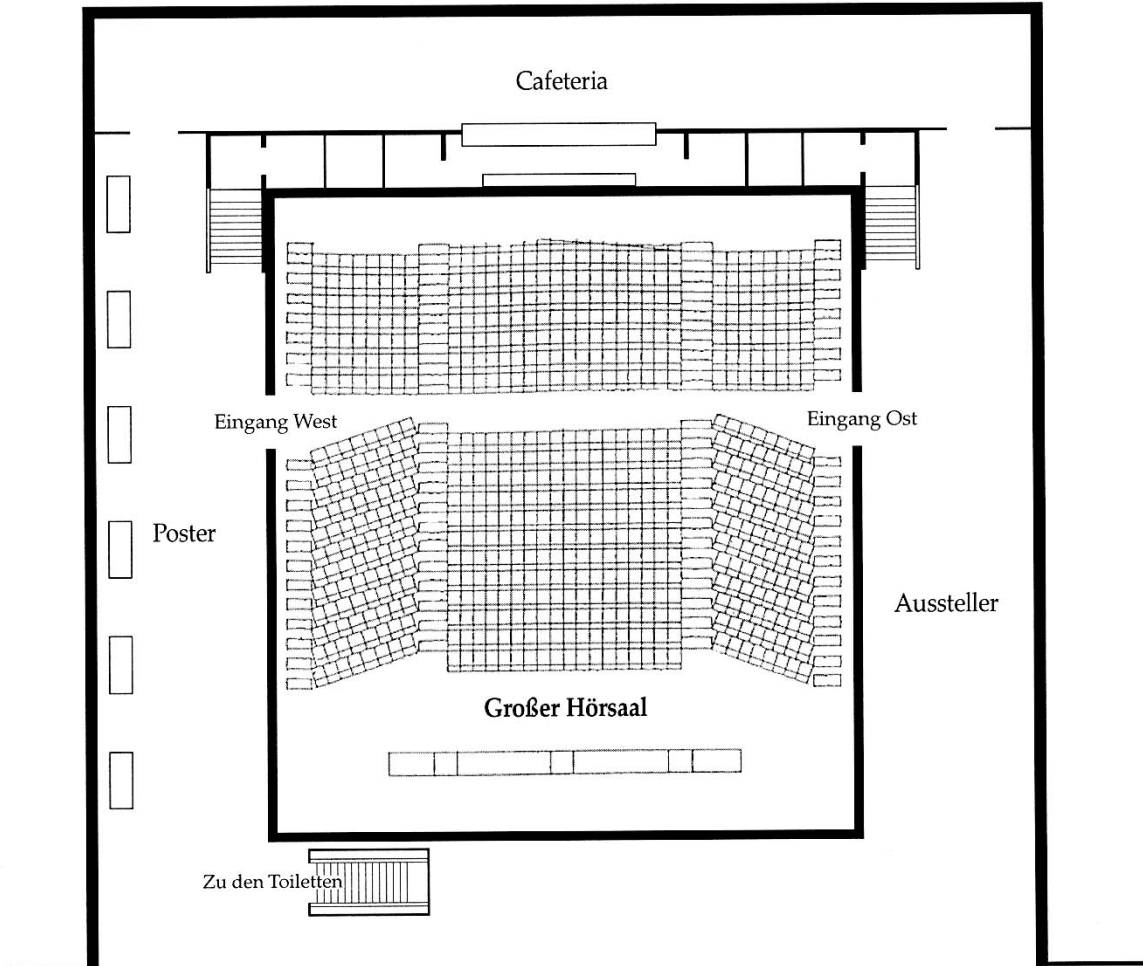 Cafeteria
Eingang West
Eingang Ost
Poster
Aussteller
Großer Hörsaal
Zu den Toiletten